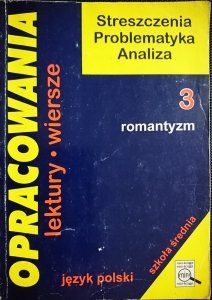 OPRACOWANIA
lektury • wiersze
Streszczenia
Problematyka
Analiza
3
romantyzm
szkoła średnia
język polski